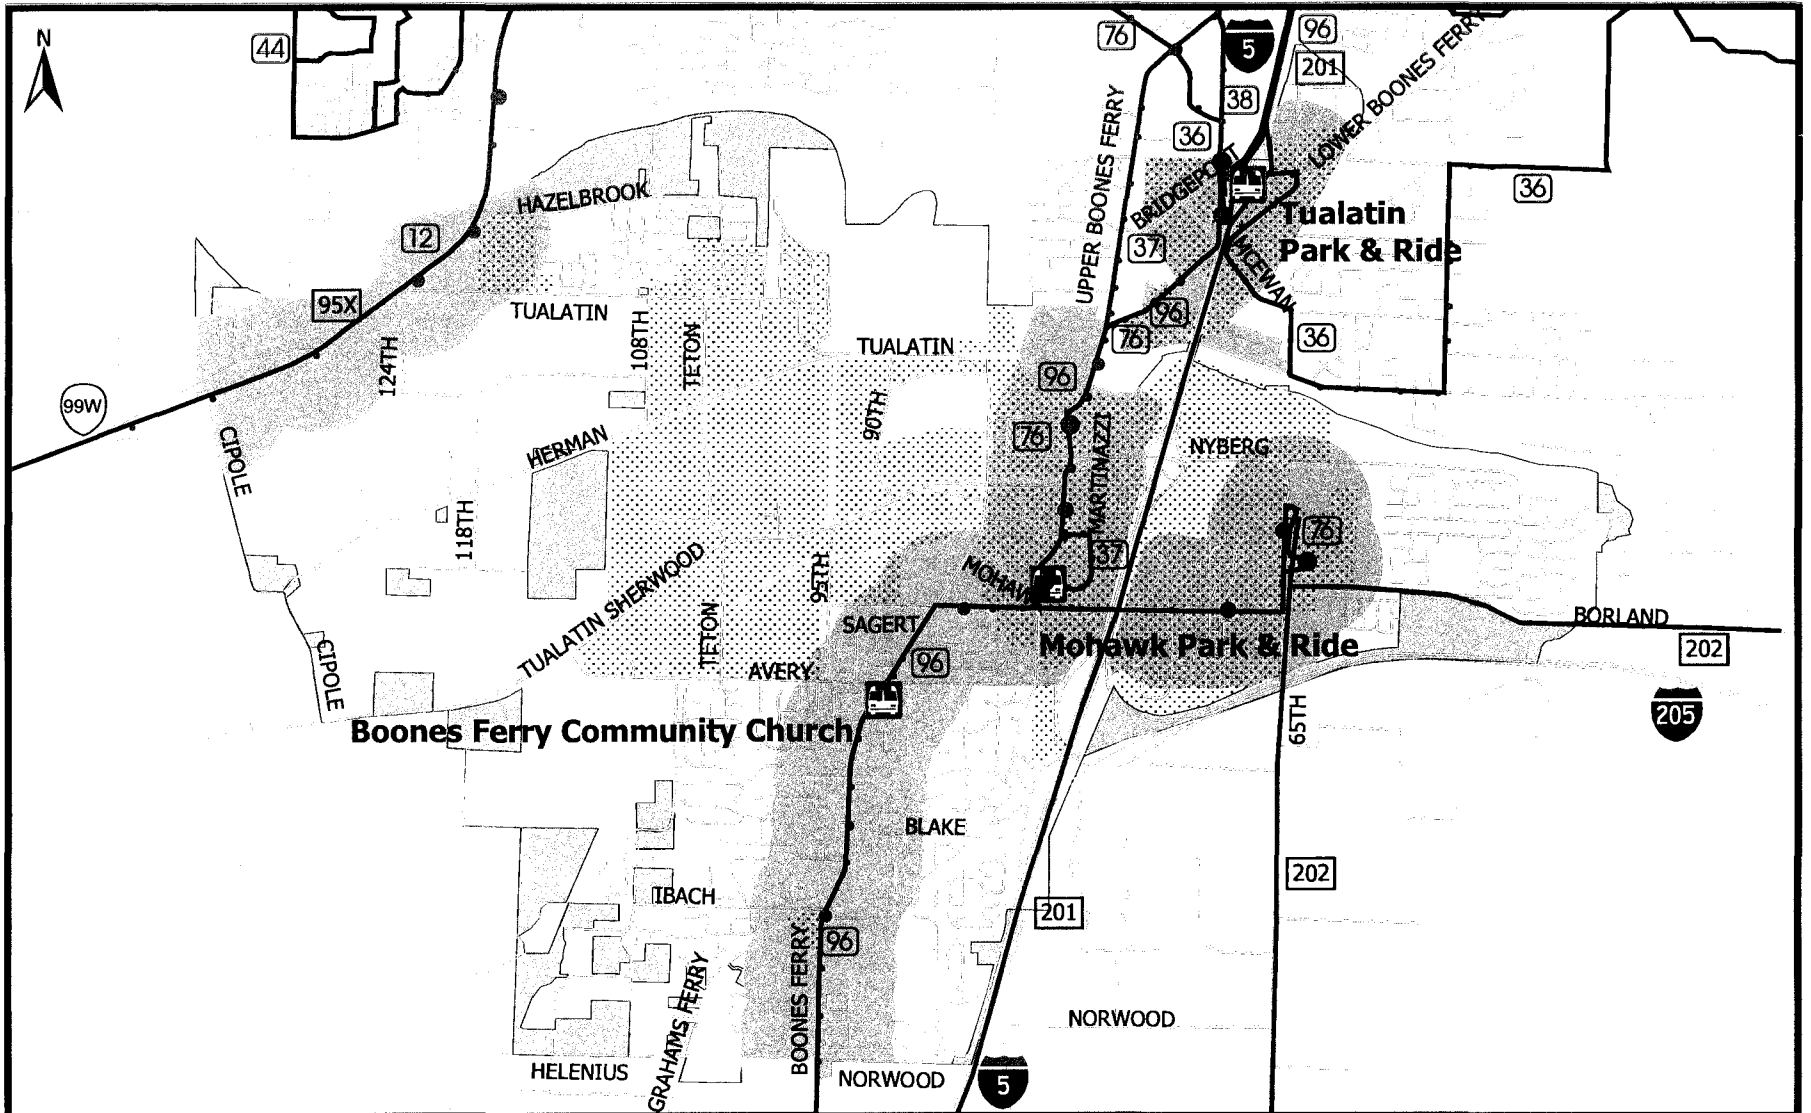 N
44
76
5
96
201
38
UPPER BOONES FERRY
LOWER BOONES FERRY
36
BRIDGEPORT
HAZELBROOK
36
12
37
Tualatin
Park & Ride
MCEWAN
95X
TUALATIN
96
76
36
108TH
TETON
TUALATIN
124TH
96
99W
90TH
76
MARTINAZZI
NYBERG
HERMAN
CIPOLE
118TH
76
37
TUALATIN SHERWOOD
95TH
MOHAWK
SAGERT
BORLAND
TETON
Mohawk Park & Ride
202
CIPOLE
AVERY
96
205
65TH
Boones Ferry Community Church
BLAKE
202
IBACH
201
96
BOONES FERRY
GRAHAMS FERRY
NORWOOD
HELENIUS
NORWOOD
5